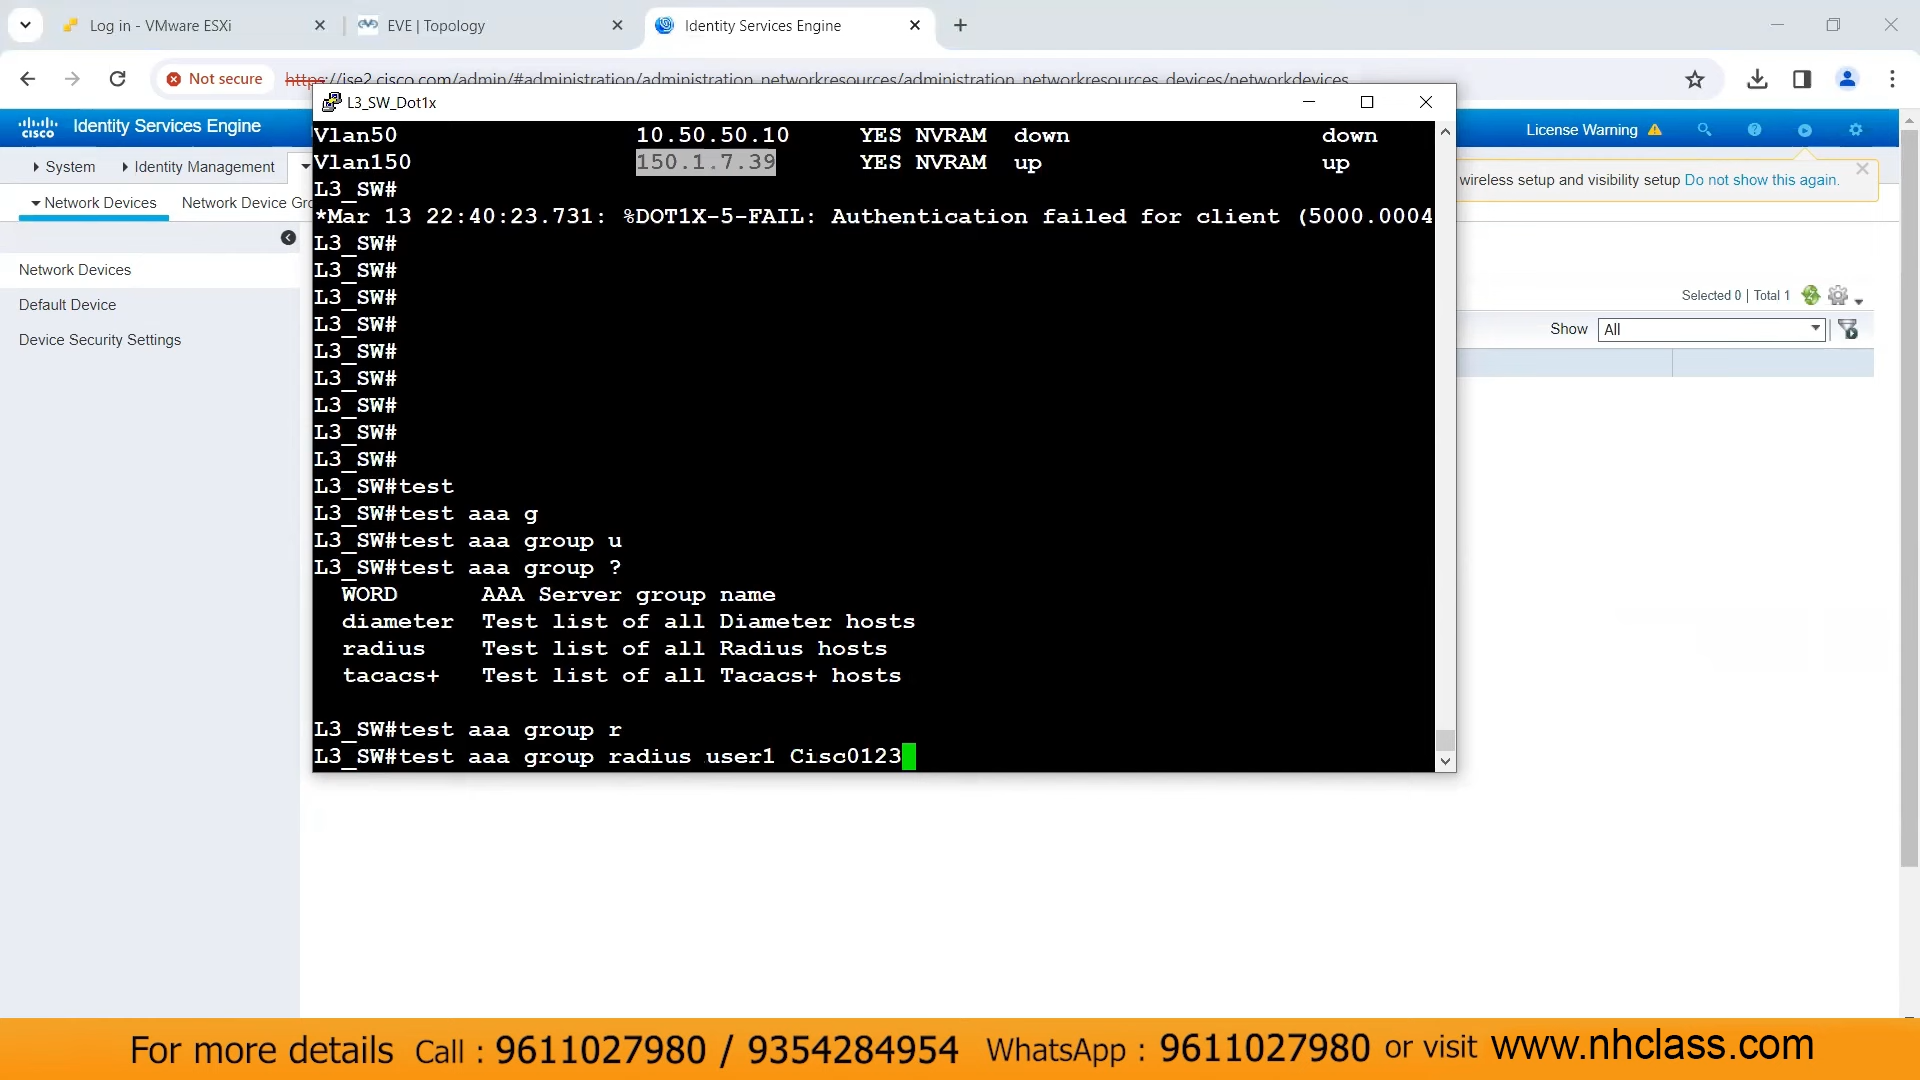 Log in - VMware ESXi
EVE | Topology
Identity Services Engine
Not secure
https://ise2.cisco.com/admin/#administration/administration_networkresources/administration_networkresources_devices/networkdevices
CISCO Identity Services Engine
License Warning
System
Identity Management
wireless setup and visibility setup Do not show this again.
Network Devices
Network Device Gro
Network Devices
Default Device
Device Security Settings
Selected 0 | Total 1
Show All
L3_SW_Dot1x
Vlan50 10.50.50.10 YES NVRAM down down
Vlan150 150.1.7.39 YES NVRAM up up
L3_SW#
*Mar 13 22:40:23.731: %DOT1X-5-FAIL: Authentication failed for client (5000.0004
L3_SW#
L3_SW#
L3_SW#
L3_SW#
L3_SW#
L3_SW#
L3_SW#
L3_SW#
L3_SW#
L3_SW#test
L3_SW#test aaa g
L3_SW#test aaa group u
L3_SW#test aaa group ?
WORD AAA Server group name
diameter Test list of all Diameter hosts
radius Test list of all Radius hosts
tacacs+ Test list of all Tacacs+ hosts
L3_SW#test aaa group r
L3_SW#test aaa group radius user1 Cisc0123
For more details Call : 9611027980 / 9354284954 WhatsApp : 9611027980 or visit www.nhclass.com